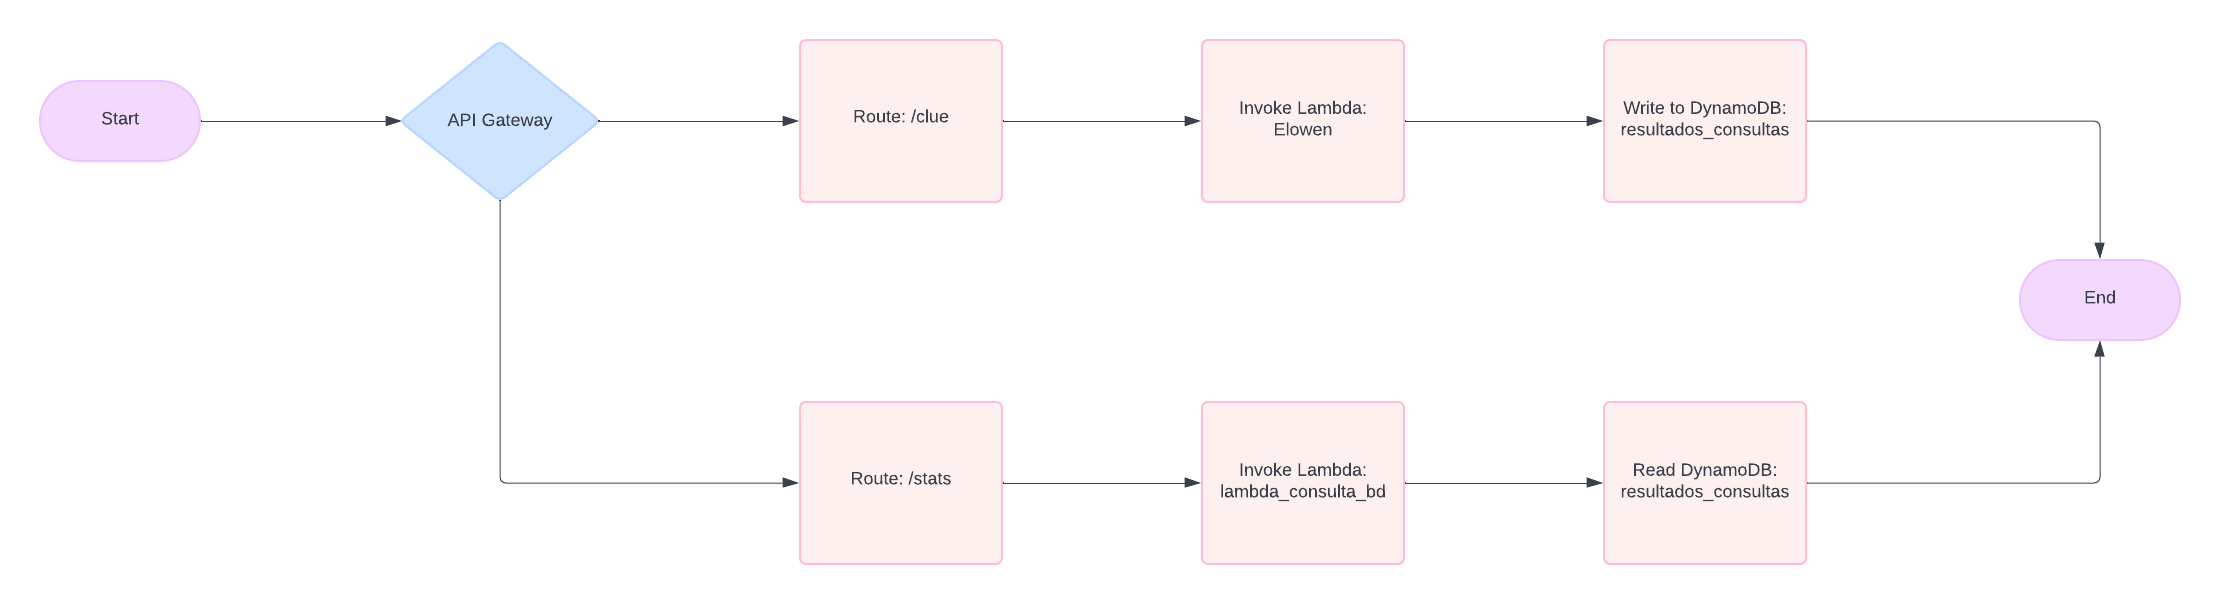 Start
API Gateway
Route: /clue
Invoke Lambda:
Elowen
Write to DynamoDB:
resultados_consultas
End
Route: /stats
Invoke Lambda:
lambda_consulta_bd
Read DynamoDB:
resultados_consultas